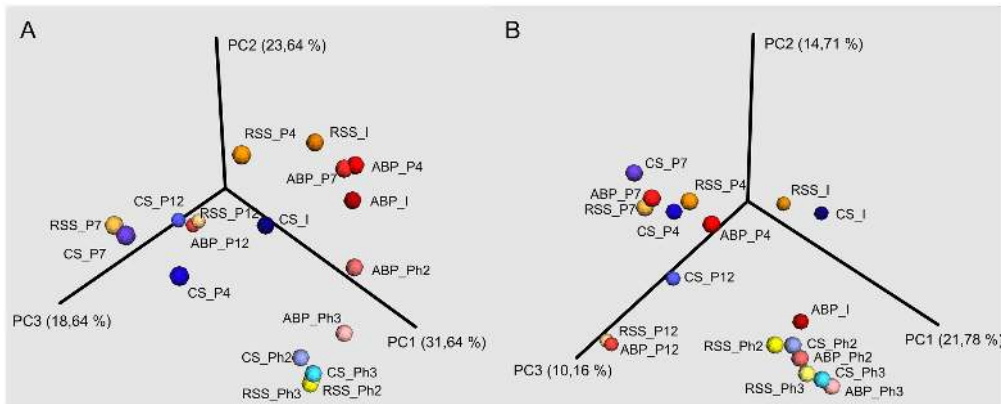 A
PC2 (23,64 %)
RSS_P4
RSS_I
ABP_P7
ABP_P4
CS_P12
RSS_P12
ABP_I
RSS_P7
CS_I
ABP_P12
CS_P7
ABP_Ph2
CS_P4
PC3 (18,64 %)
ABP_Ph3
PC1 (31,64 %)
CS_Ph2
CS_Ph3
RSS_Ph3
RSS_Ph2
B
PC2 (14,71 %)
CS_P7
ABP_P7
RSS_P4
RSS_I
RSS_P7
CS_I
CS_P4
ABP_P4
CS_P12
ABP_I
RSS_P12
PC1 (21,78 %)
ABP_P12
RSS_Ph2
CS_Ph2
ABP_Ph2
PC3 (10,16 %)
CS_Ph3
RSS_Ph3
ABP_Ph3